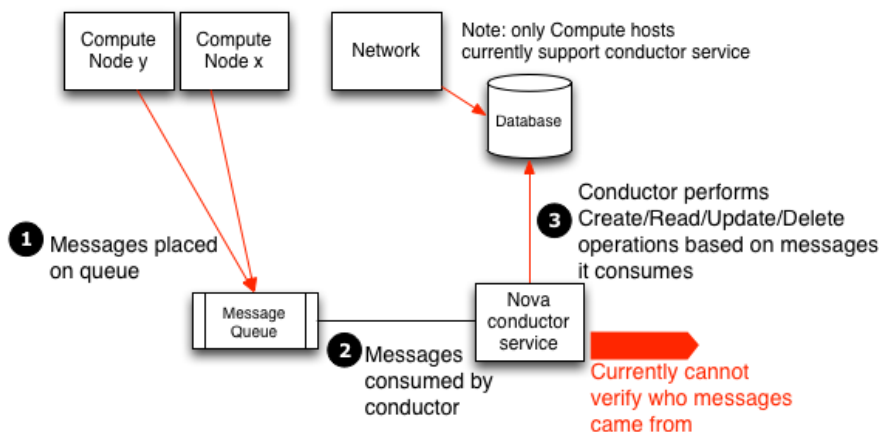 Compute
Node y
Compute
Node x
Network
Note: only Compute hosts
currently support conductor service
Database
1
Messages placed
on queue
3
Conductor performs
Create/Read/Update/Delete
operations based on messages
it consumes
Message
Queue
2
Messages
consumed by
conductor
Nova
conductor
service
Currently cannot
verify who messages
came from